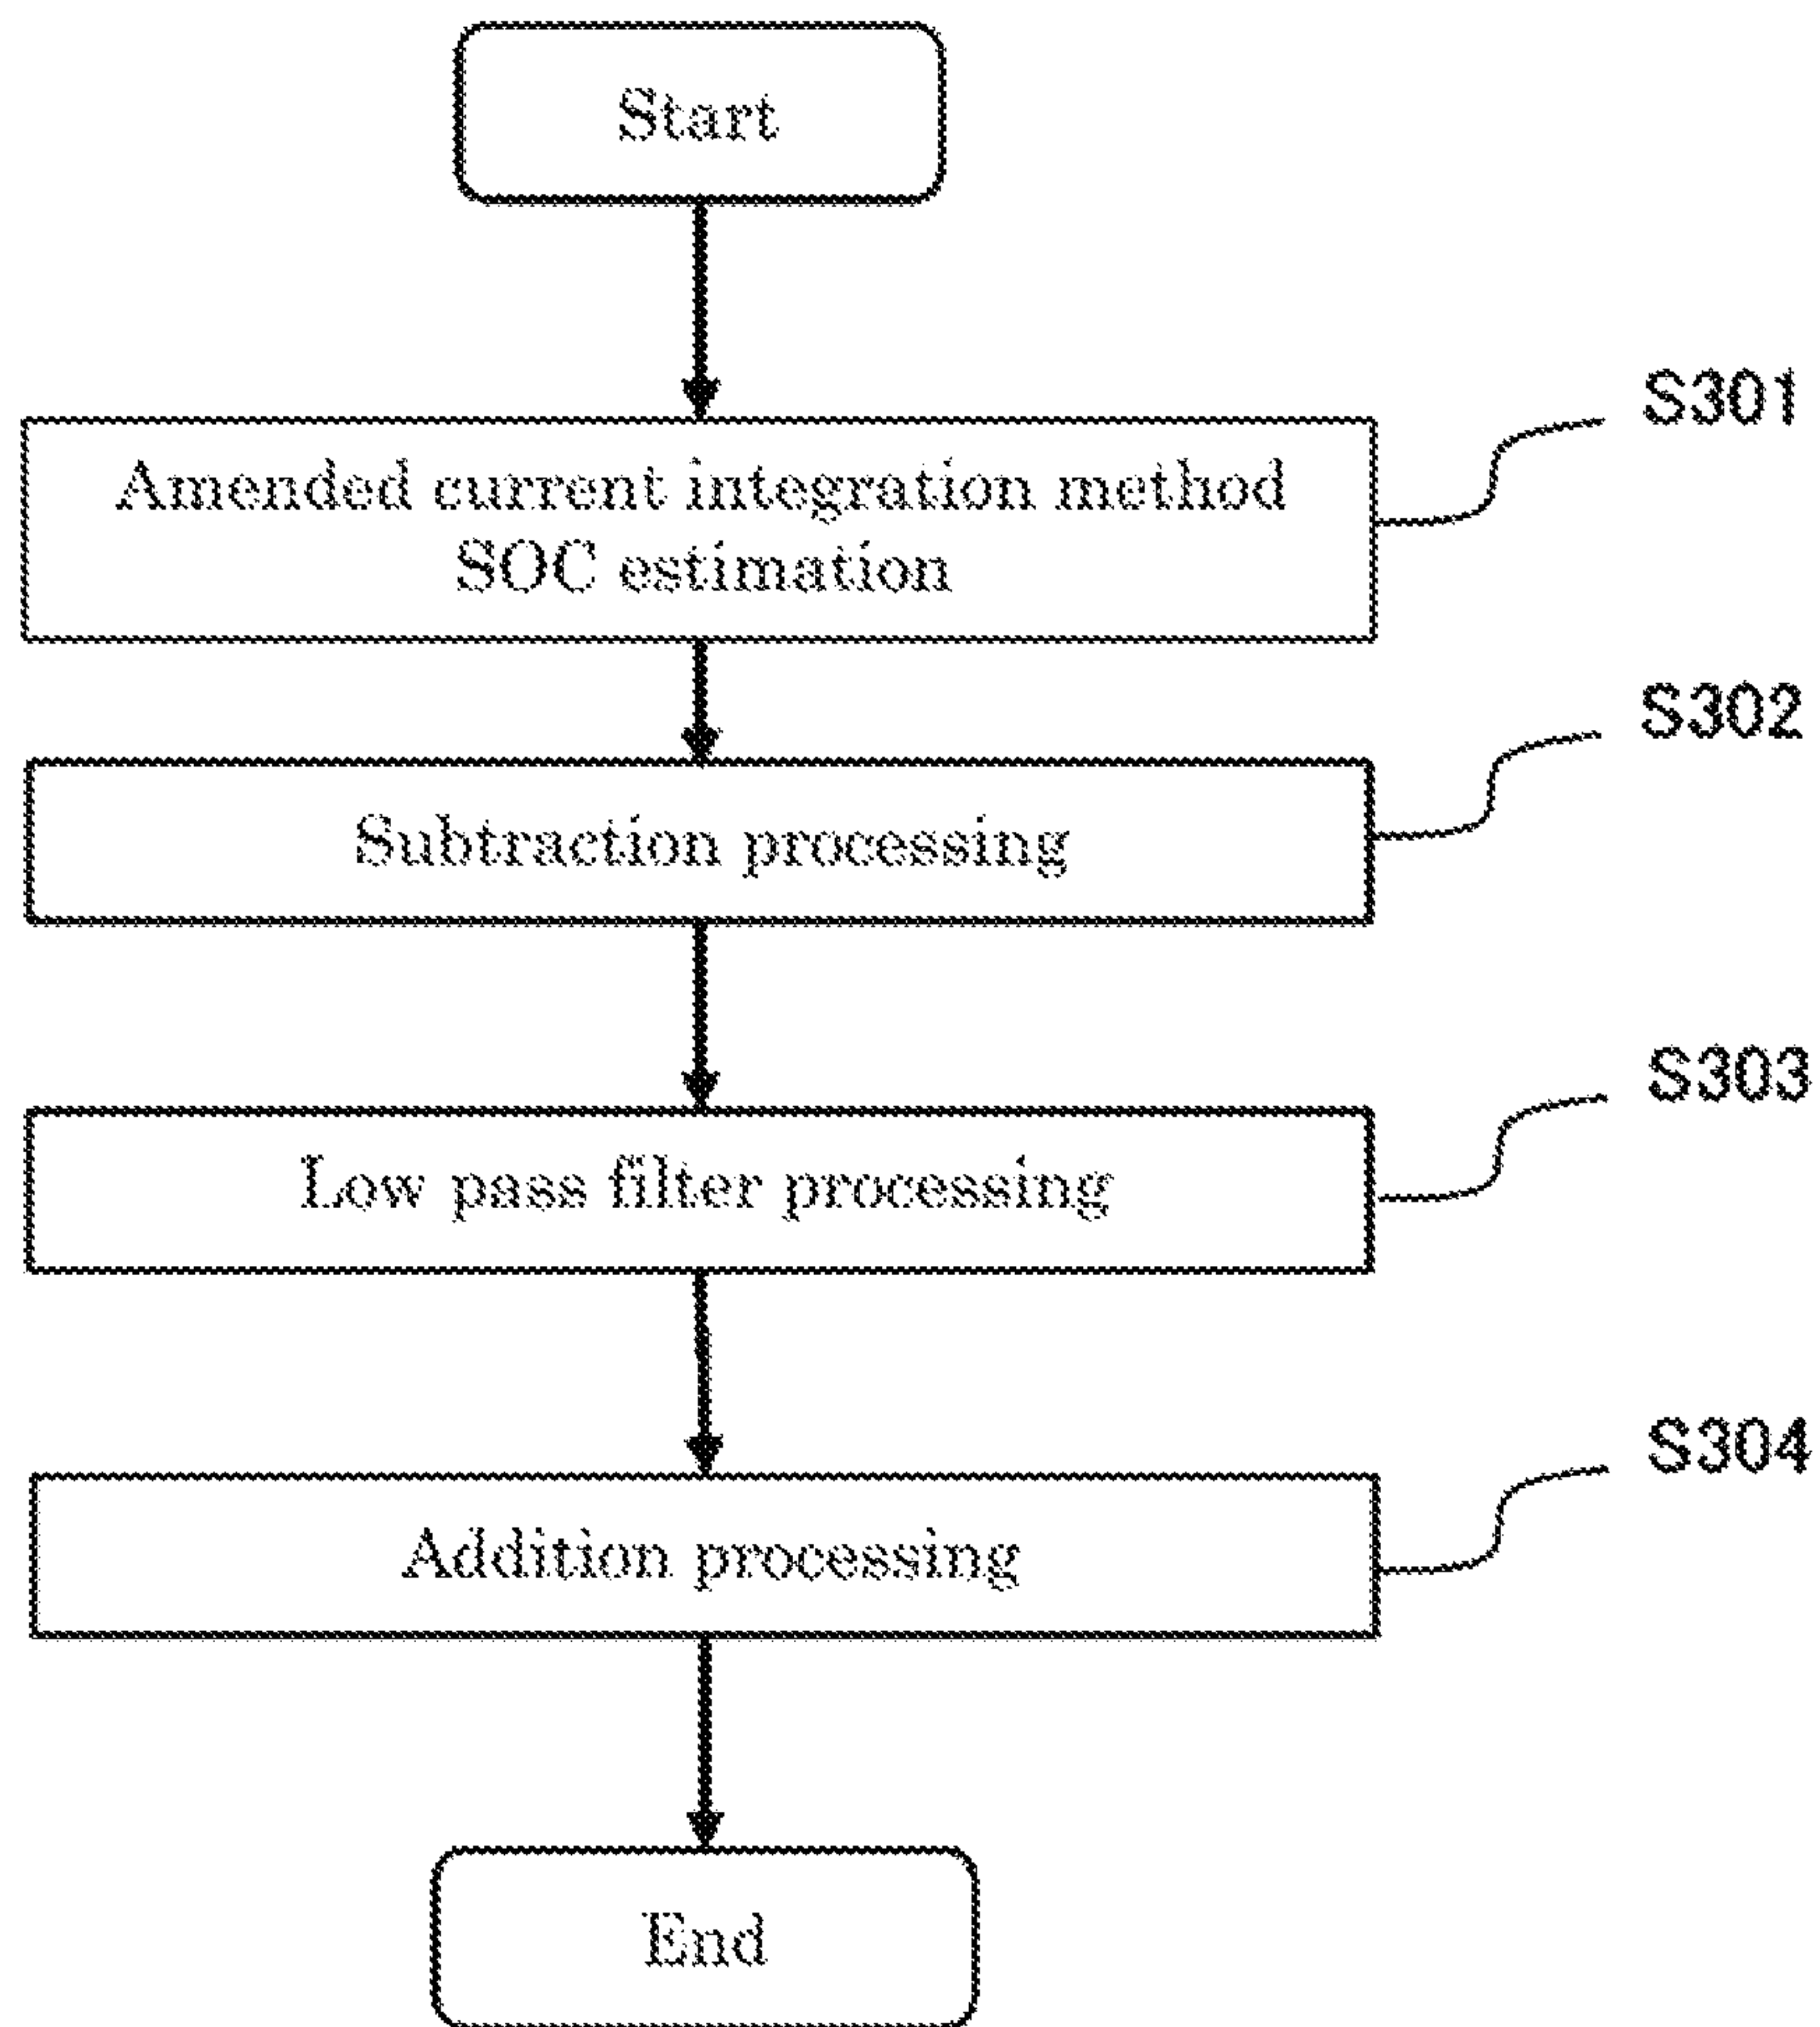 Start
S301
Amended current integration method
SOC estimation
S302
Subtraction processing
S303
Low pass filter processing
S304
Addition processing
End